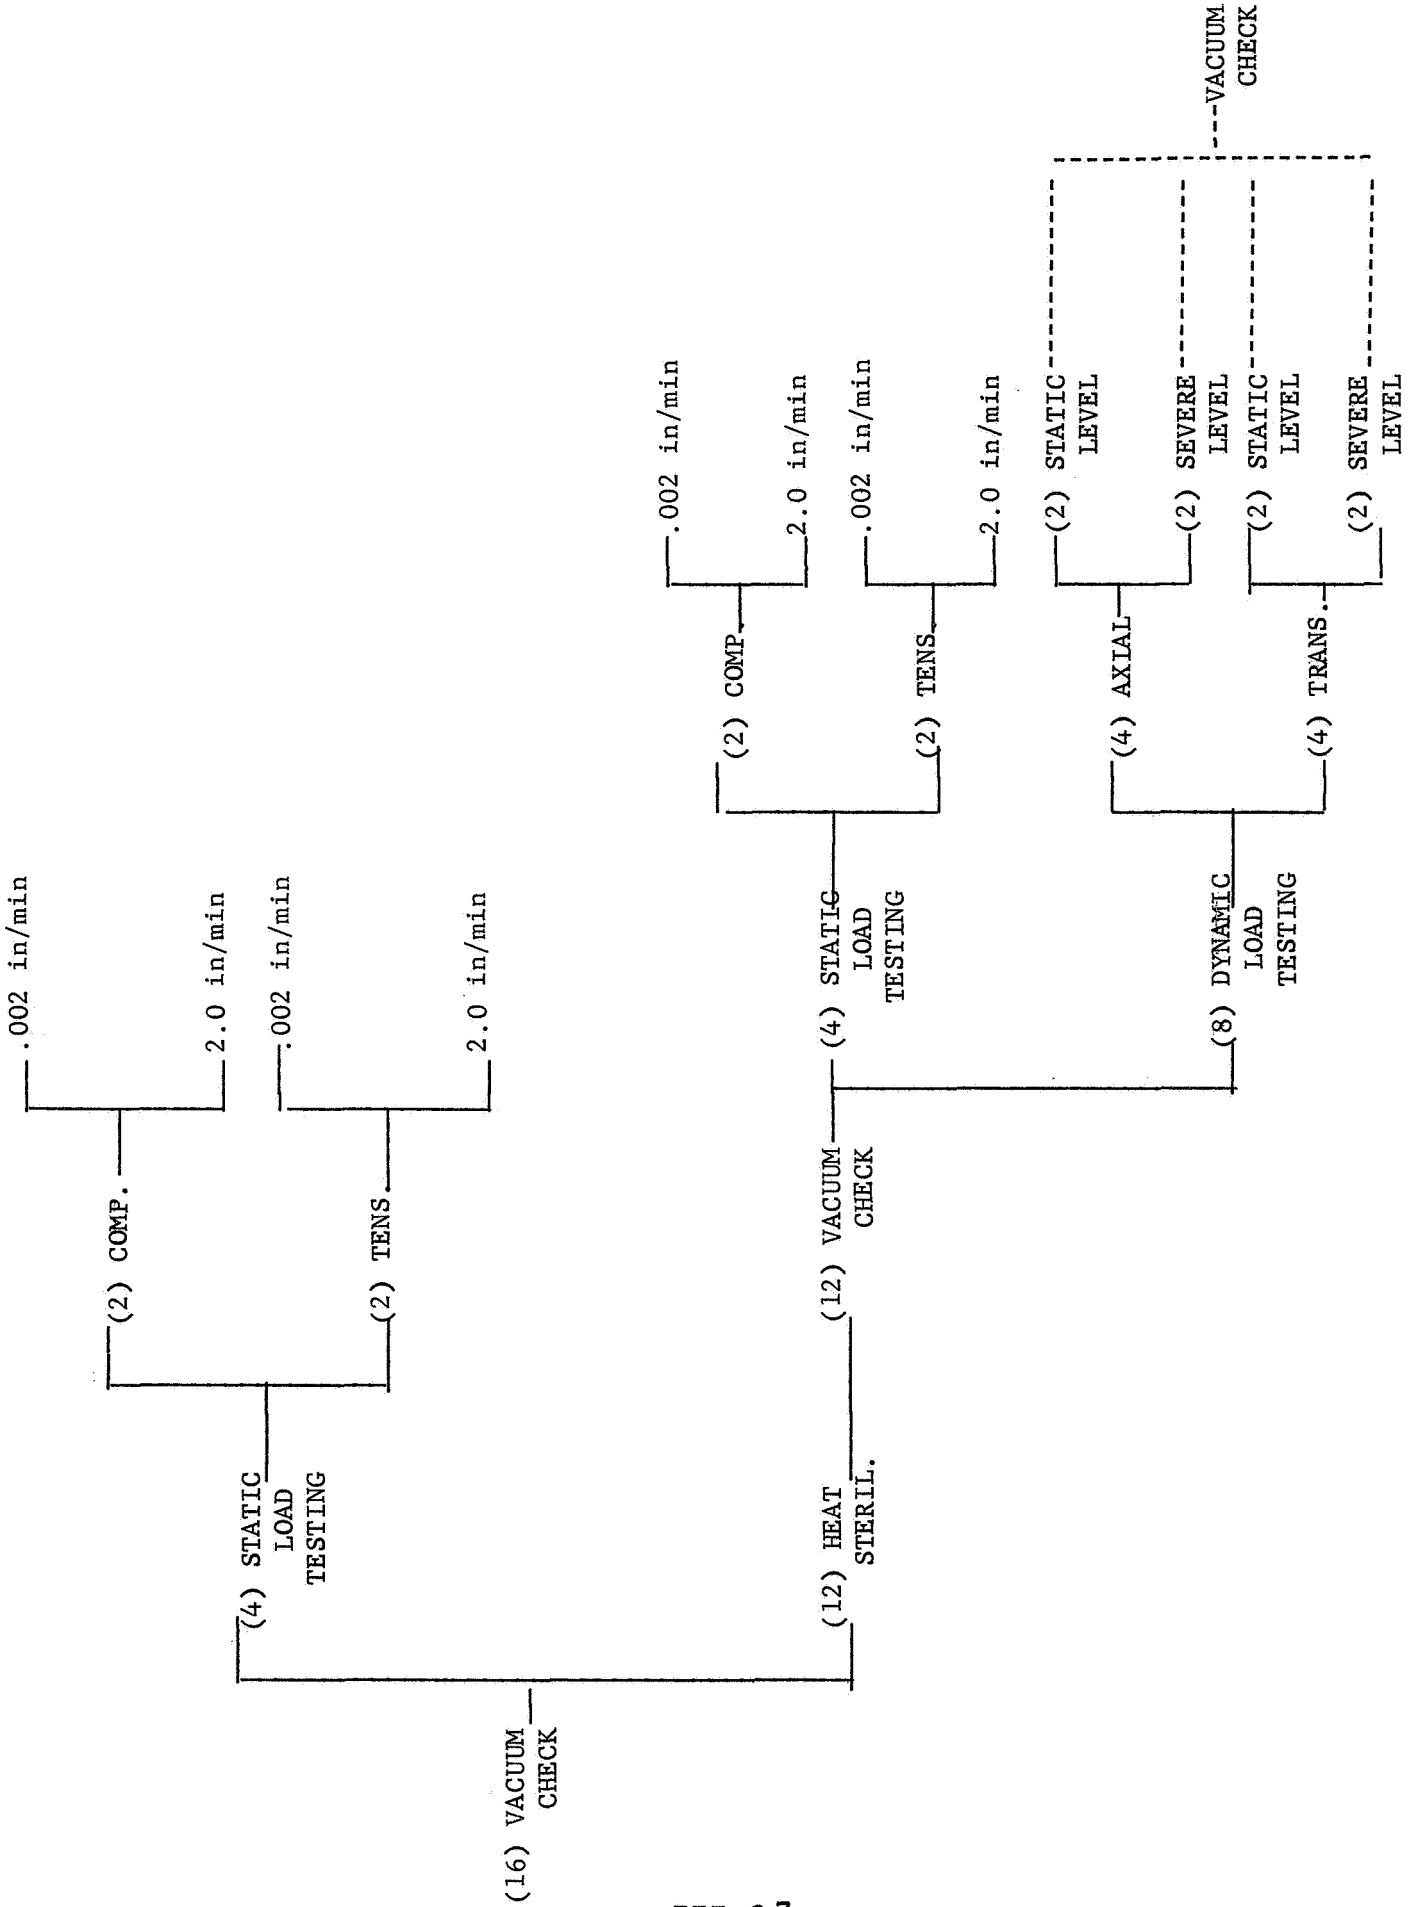 (16) VACUUM
CHECK
(4) STATIC
LOAD
TESTING
(2) COMP.
.002 in/min
2.0 in/min
(2) TENS.
.002 in/min
2.0 in/min
(12) HEAT
STERIL.
(12) VACUUM
CHECK
(4) STATIC
LOAD
TESTING
(2) COMP.
.002 in/min
2.0 in/min
(2) TENS.
.002 in/min
2.0 in/min
(8) DYNAMIC
LOAD
TESTING
(4) AXIAL
(2) STATIC
LEVEL
(2) SEVERE
LEVEL
(4) TRANS.
(2) STATIC
LEVEL
(2) SEVERE
LEVEL
VACUUM
CHECK